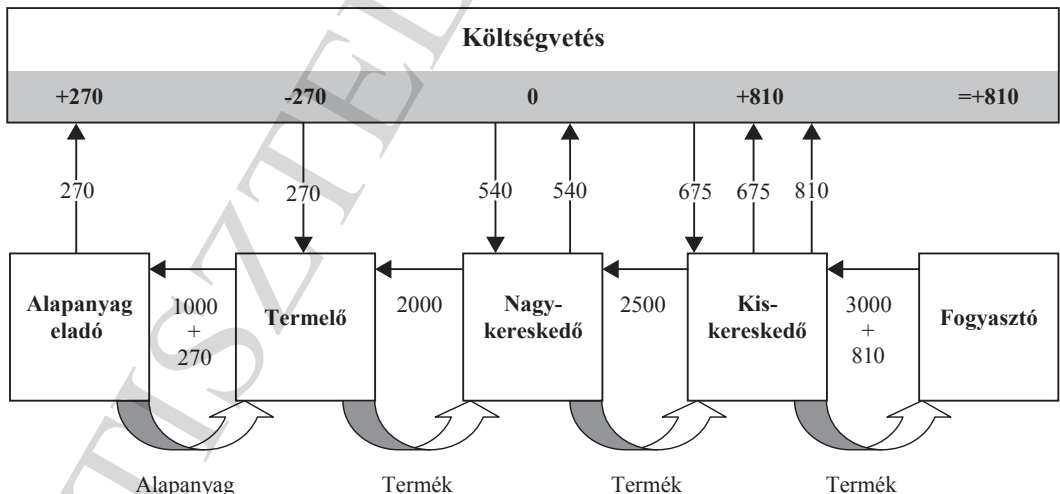 Költségvetés
+270 -270 0 +810 =+810
270 270 540 540 675 675 810
Alapanyag
eladó
1000
+
270
Termelő
2000
Nagy-
kereskedő
2500
Kis-
kereskedő
3000
+
810
Fogyasztó
Alapanyag Termék Termék Termék